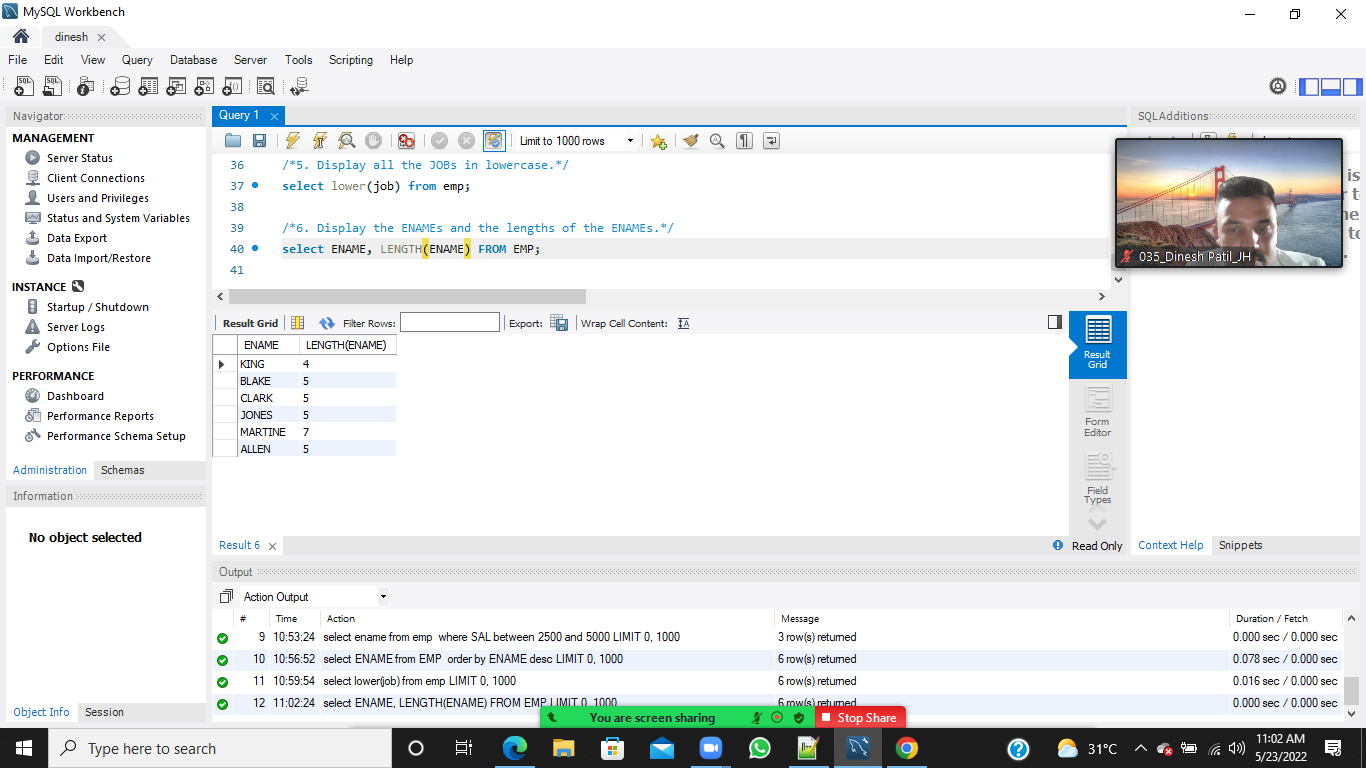 MySQL Workbench
dinesh
File Edit View Query Database Server Tools Scripting Help
Navigator
MANAGEMENT
Server Status
Client Connections
Users and Privileges
Status and System Variables
Data Export
Data Import/Restore
INSTANCE
Startup / Shutdown
Server Logs
Options File
PERFORMANCE
Dashboard
Performance Reports
Performance Schema Setup
Administration Schemas
Information
No object selected
Object Info Session
Query 1
Limit to 1000 rows
36 /*5. Display all the JOBs in lowercase.*/
37 select lower(job) from emp;
38
39 /*6. Display the ENAMEs and the lengths of the ENAMEs.*/
40 select ENAME, LENGTH(ENAME) FROM EMP;
41
Result Grid Filter Rows: Export: Wrap Cell Content:
ENAME LENGTH(ENAME)
KING 4
BLAKE 5
CLARK 5
JONES 5
MARTINE 7
ALLEN 5
Result Grid
Form Editor
Field Types
Result 6 Read Only
SQLAdditions
035_Dinesh Patil_JH
Context Help Snippets
Output
Action Output
# Time Action Message Duration / Fetch
9 10:53:24 select ename from emp where SAL between 2500 and 5000 LIMIT 0, 1000 3 row(s) returned 0.000 sec / 0.000 sec
10 10:56:52 select ENAME from EMP order by ENAME desc LIMIT 0, 1000 6 row(s) returned 0.078 sec / 0.000 sec
11 10:59:54 select lower(job) from emp LIMIT 0, 1000 6 row(s) returned 0.016 sec / 0.000 sec
12 11:02:24 select ENAME, LENGTH(ENAME) FROM EMP LIMIT 0, 1000 6 row(s) returned 0.000 sec / 0.000 sec
You are screen sharing Stop Share
Type here to search
31°C
11:02 AM
5/23/2022